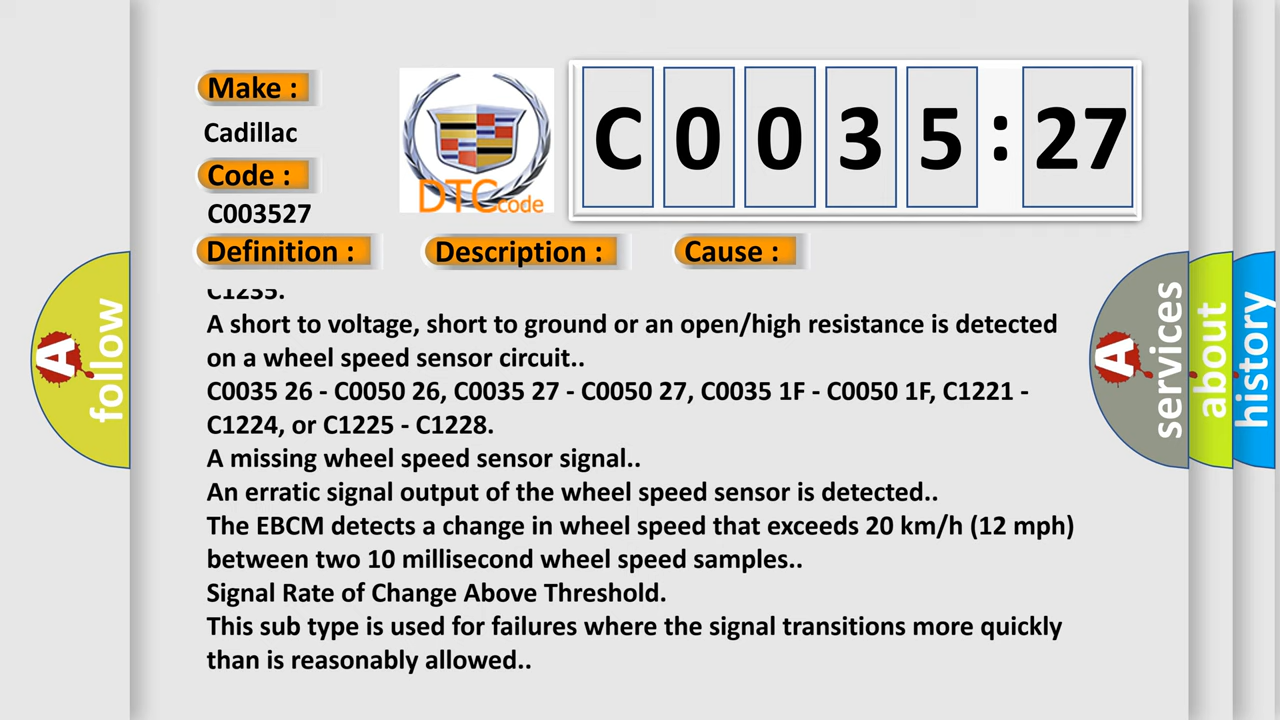 Make :
Cadillac
Code :
C003527
DTC code
C0035:27
Definition :
Description :
Cause :
C1235.
A short to voltage, short to ground or an open/high resistance is detected
on a wheel speed sensor circuit..
C0035 26 - C0050 26, C0035 27 - C0050 27, C0035 1F - C0050 1F, C1221 -
C1224, or C1225 - C1228.
A missing wheel speed sensor signal..
An erratic signal output of the wheel speed sensor is detected..
The EBCM detects a change in wheel speed that exceeds 20 km/h (12 mph)
between two 10 millisecond wheel speed samples..
Signal Rate of Change Above Threshold.
This sub type is used for failures where the signal transitions more quickly
than is reasonably allowed..
A
follow
A
services
about
history